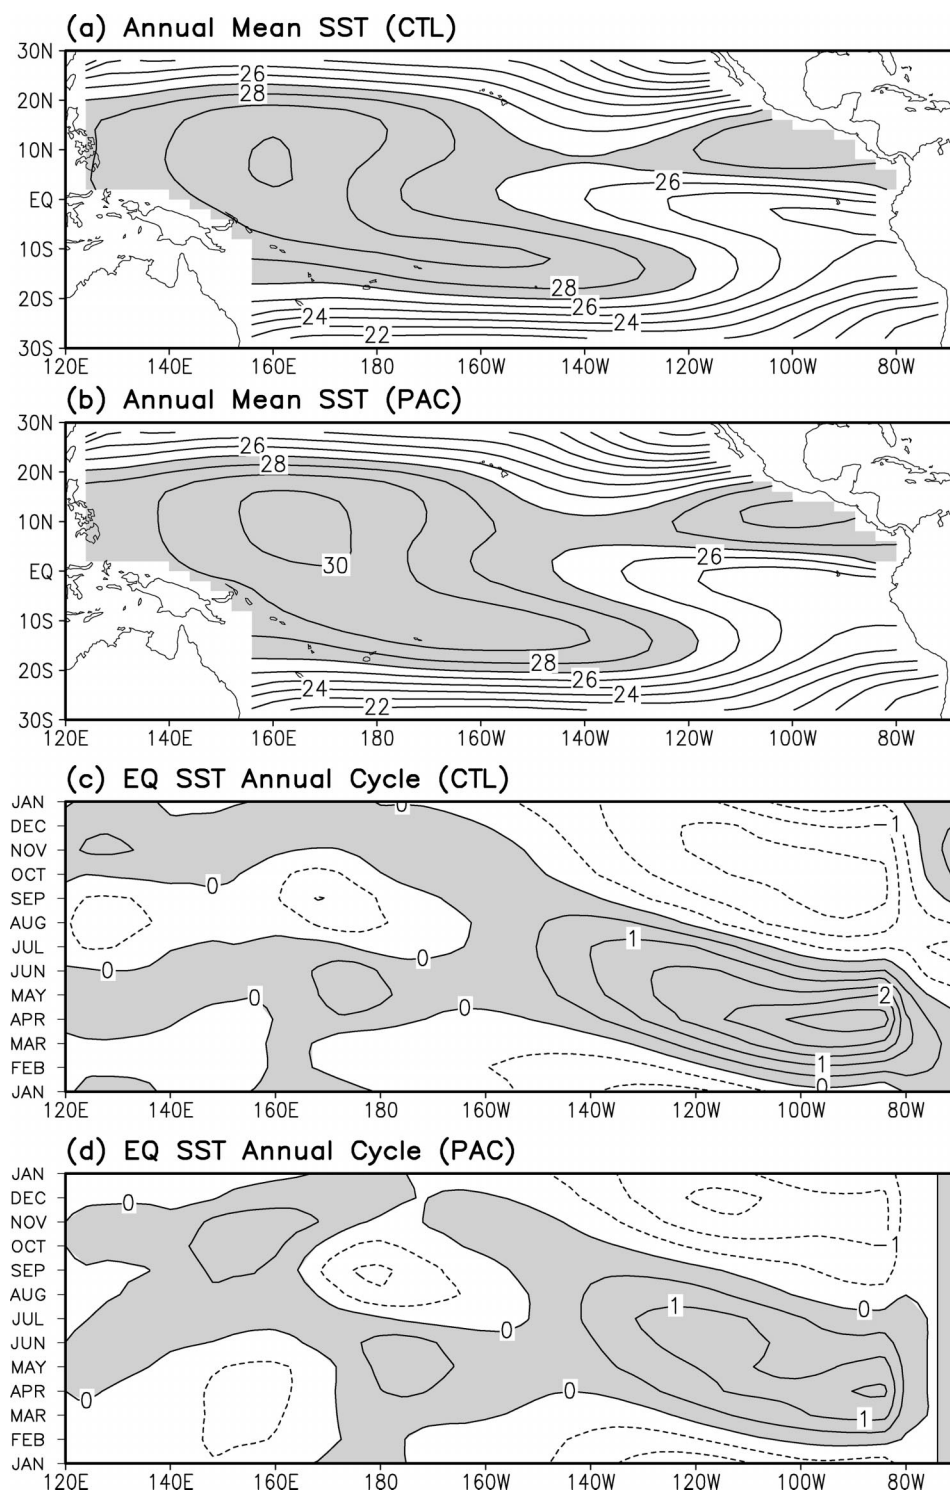 (a) Annual Mean SST (CTL)
30N
26
28
20N
10N
26
EQ
10S
28
20S
26
24
24
22
30S
120E 140E 160E 180 160W 140W 120W 100W 80W
(b) Annual Mean SST (PAC)
30N
26
28
20N
10N
26
30
EQ
10S
28
20S
26
24
24
22
30S
120E 140E 160E 180 160W 140W 120W 100W 80W
(c) EQ SST Annual Cycle (CTL)
JAN 0
DEC -1
NOV
OCT 0
SEP
AUG 1
JUL 0
JUN 0
MAY 0 2
APR 0
MAR
FEB 1
JAN 0
120E 140E 160E 180 160W 140W 120W 100W 80W
(d) EQ SST Annual Cycle (PAC)
JAN
DEC 0
NOV
OCT -1
SEP
AUG 0
JUL 1
JUN 0
MAY
APR 0 0
MAR 1
FEB
JAN
120E 140E 160E 180 160W 140W 120W 100W 80W